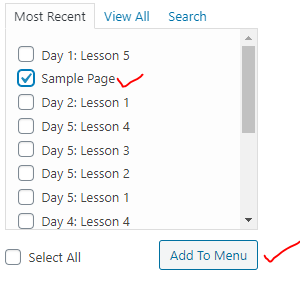 Most Recent View All Search
Day 1: Lesson 5
Sample Page
Day 2: Lesson 1
Day 5: Lesson 4
Day 5: Lesson 3
Day 5: Lesson 2
Day 5: Lesson 1
Day 4: Lesson 4
Select All Add To Menu